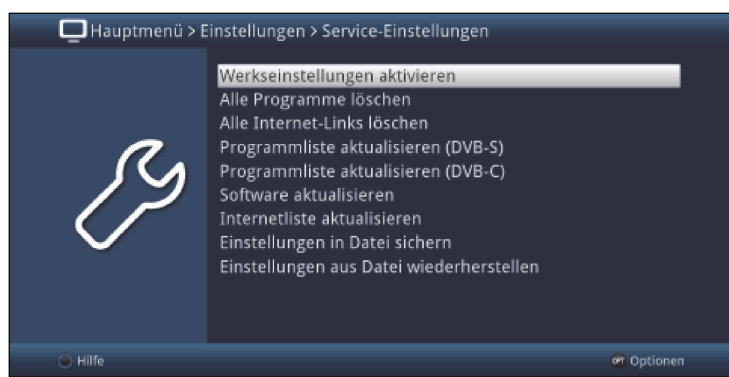 Hauptmenü > Einstellungen > Service-Einstellungen
Werkseinstellungen aktivieren
Alle Programme löschen
Alle Internet-Links löschen
Programmliste aktualisieren (DVB-S)
Programmliste aktualisieren (DVB-C)
Software aktualisieren
Internetliste aktualisieren
Einstellungen in Datei sichern
Einstellungen aus Datei wiederherstellen
Hilfe OPT Optionen